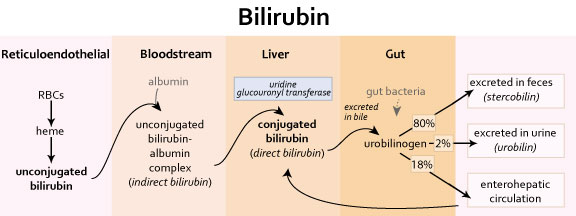 Bilirubin
Reticuloendothelial
RBCs
heme
unconjugated
bilirubin
Bloodstream
albumin
unconjugated
bilirubin-
albumin
complex
(indirect bilirubin)
Liver
uridine
glucouronyl transferase
conjugated
bilirubin
(direct bilirubin)
Gut
gut bacteria
excreted
in bile
urobilinogen
80%
2%
18%
excreted in feces
(stercobilin)
excreted in urine
(urobilin)
enterohepatic
circulation